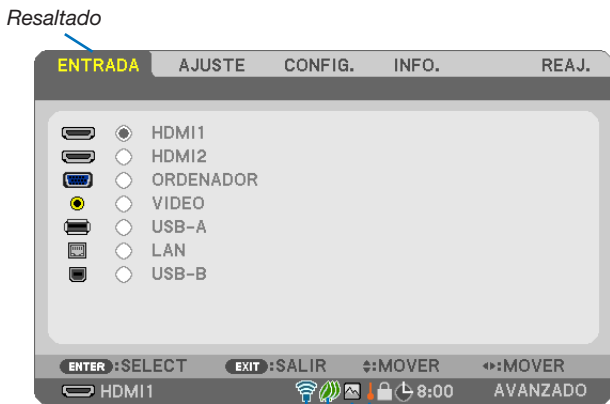 Resaltado
ENTRADA AJUSTE CONFIG. INFO. REAJ.
HDMI1
HDMI2
ORDENADOR
VIDEO
USB-A
LAN
USB-B
ENTER:SELECT EXIT:SALIR :MOVER :MOVER
HDMI1 8:00 AVANZADO